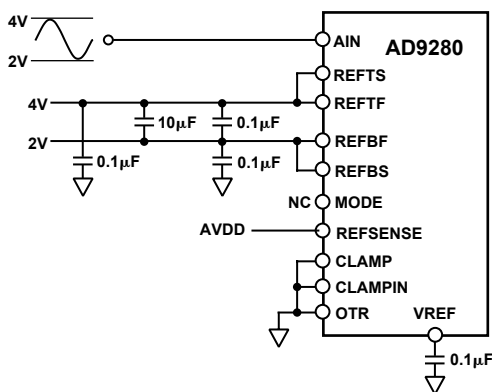 4V
2V
AIN
AD9280
REFTS
4V
REFTF
10µF
0.1µF
2V
REFBF
0.1µF
0.1µF
REFBS
NC
MODE
AVDD
REFSENSE
CLAMP
CLAMPIN
OTR
VREF
0.1µF